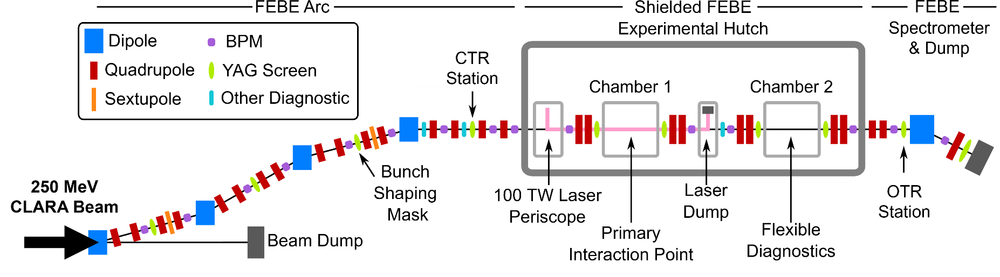 FEBE Arc
Shielded FEBE
Experimental Hutch
FEBE
Spectrometer
& Dump
Dipole
BPM
Quadrupole
YAG Screen
Sextupole
Other Diagnostic
CTR
Station
Chamber 1
Chamber 2
Bunch
Shaping
Mask
250 MeV
CLARA Beam
Beam Dump
100 TW Laser
Periscope
Primary
Interaction Point
Laser
Dump
Flexible
Diagnostics
OTR
Station